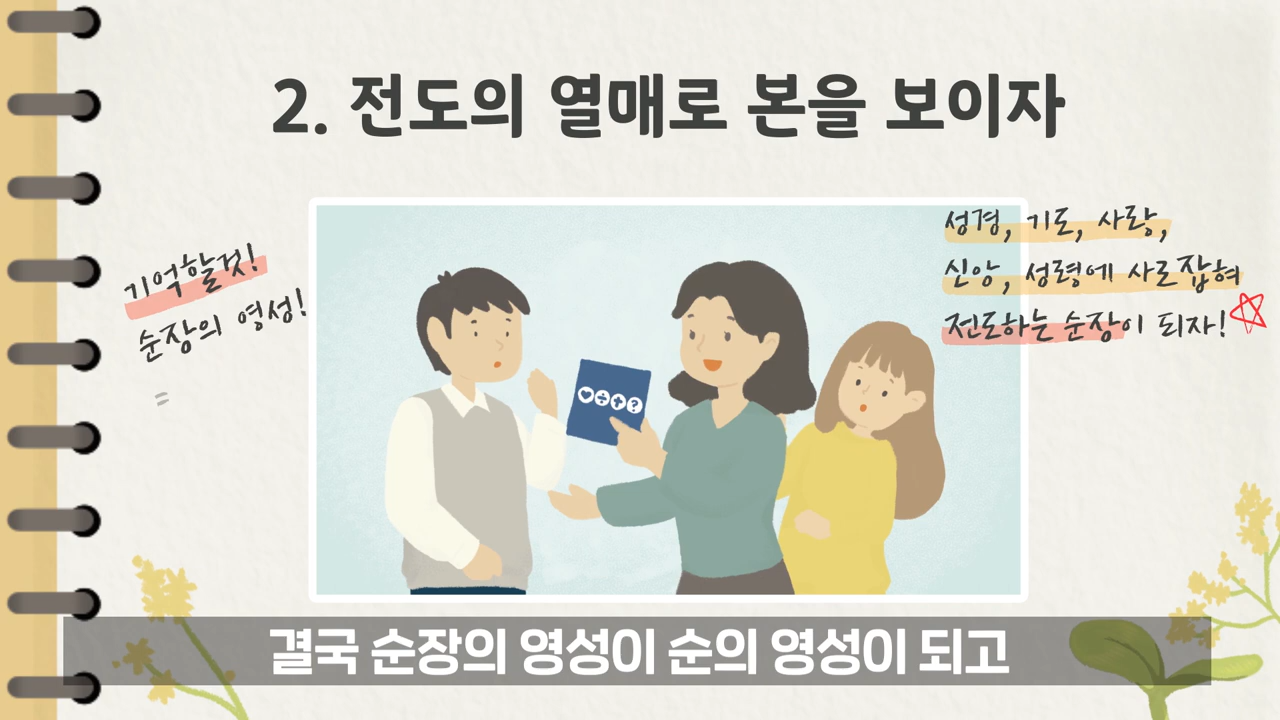 2. 전도의 열매로 본을 보이자
기억할것!
순장의 영성!
=
성경, 기도, 사랑,
신앙, 성령에 사로잡혀
전도하는 순장이 되자!
♥÷✝?
결국 순장의 영성이 순의 영성이 되고